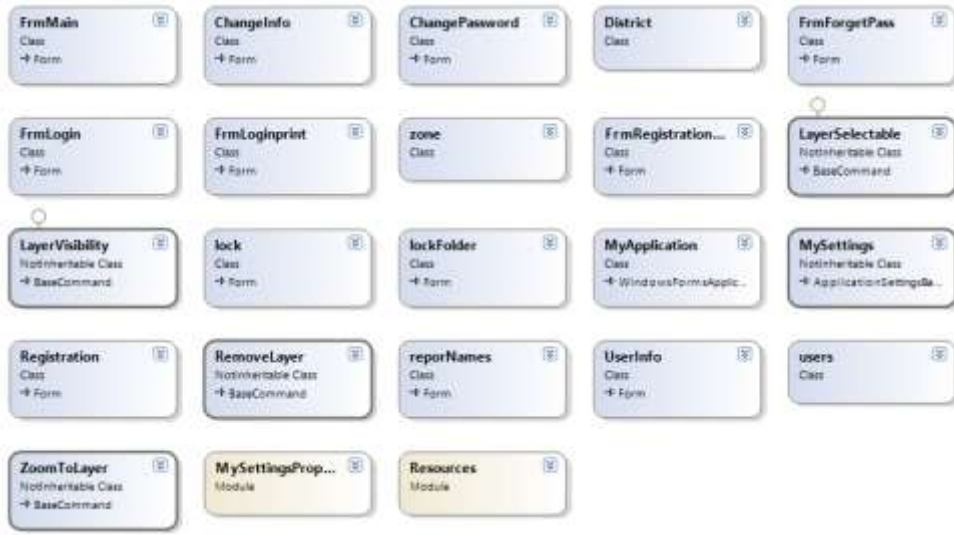 FrmMain
Class
Form
ChangeInfo
Class
Form
ChangePassword
Class
Form
District
Class
FrmForgetPass
Class
Form
FrmLogin
Class
Form
FrmLoginprint
Class
Form
zone
Class
FrmRegistration...
Class
Form
LayerSelectable
NotInheritable Class
BaseCommand
LayerVisibility
NotInheritable Class
BaseCommand
lock
Class
Form
lockFolder
Class
Form
MyApplication
Class
WindowsFormsApplic...
MySettings
NotInheritable Class
ApplicationSettingsBa...
Registration
Class
Form
RemoveLayer
NotInheritable Class
BaseCommand
reporNames
Class
Form
UserInfo
Class
Form
users
Class
ZoomToLayer
NotInheritable Class
BaseCommand
MySettingsProp...
Module
Resources
Module